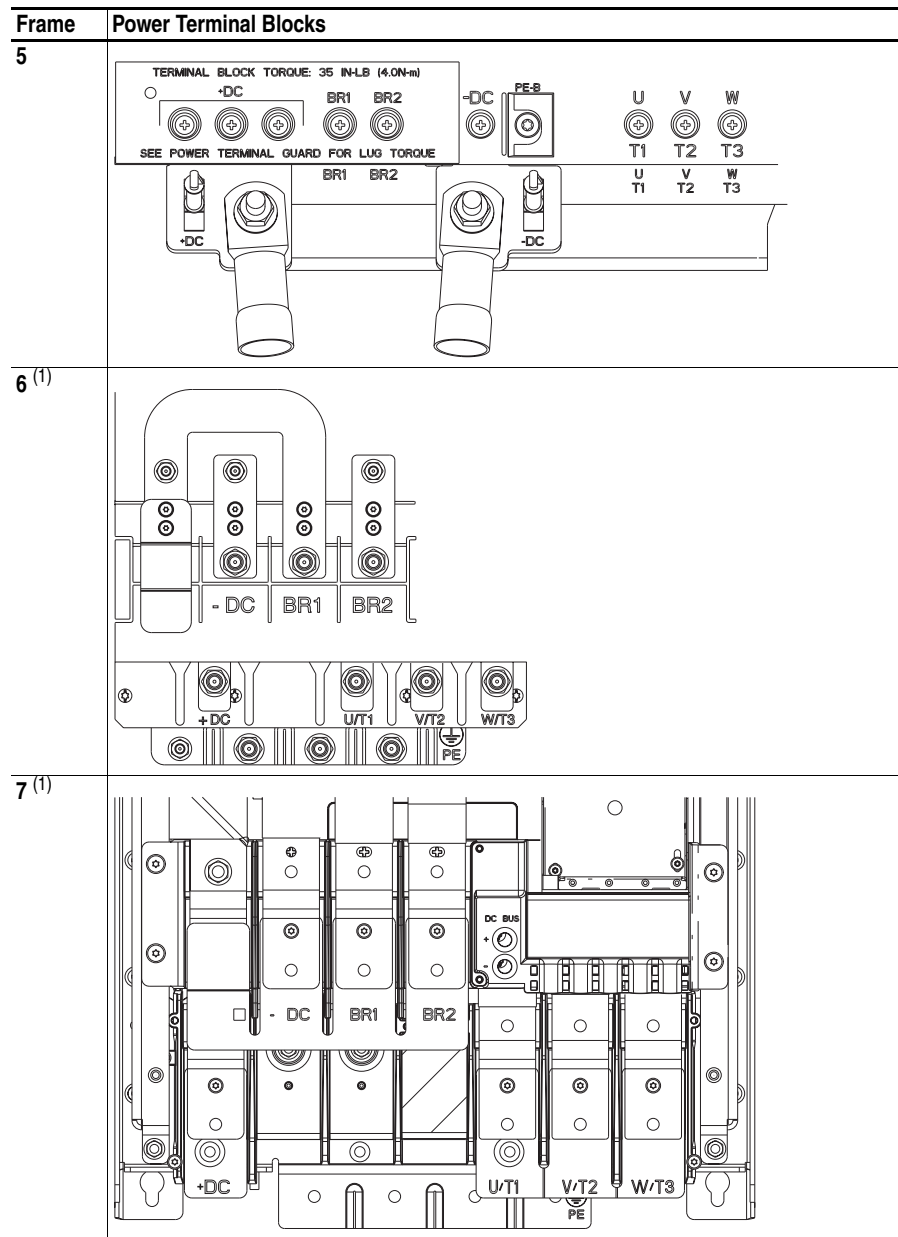 Frame Power Terminal Blocks
5
TERMINAL BLOCK TORQUE: 35 IN-LB (4.0N-m)
+DC BR1 BR2 -DC PE-B U V W
T1 T2 T3
SEE POWER TERMINAL GUARD FOR LUG TORQUE
BR1 BR2 U V W
T1 T2 T3
+DC -DC
6 (1)
- DC BR1 BR2
+ DC U/T1 V/T2 W/T3
PE
7 (1)
DC BUS
+
-
- DC BR1 BR2
+DC U/T1 V/T2 W/T3
PE